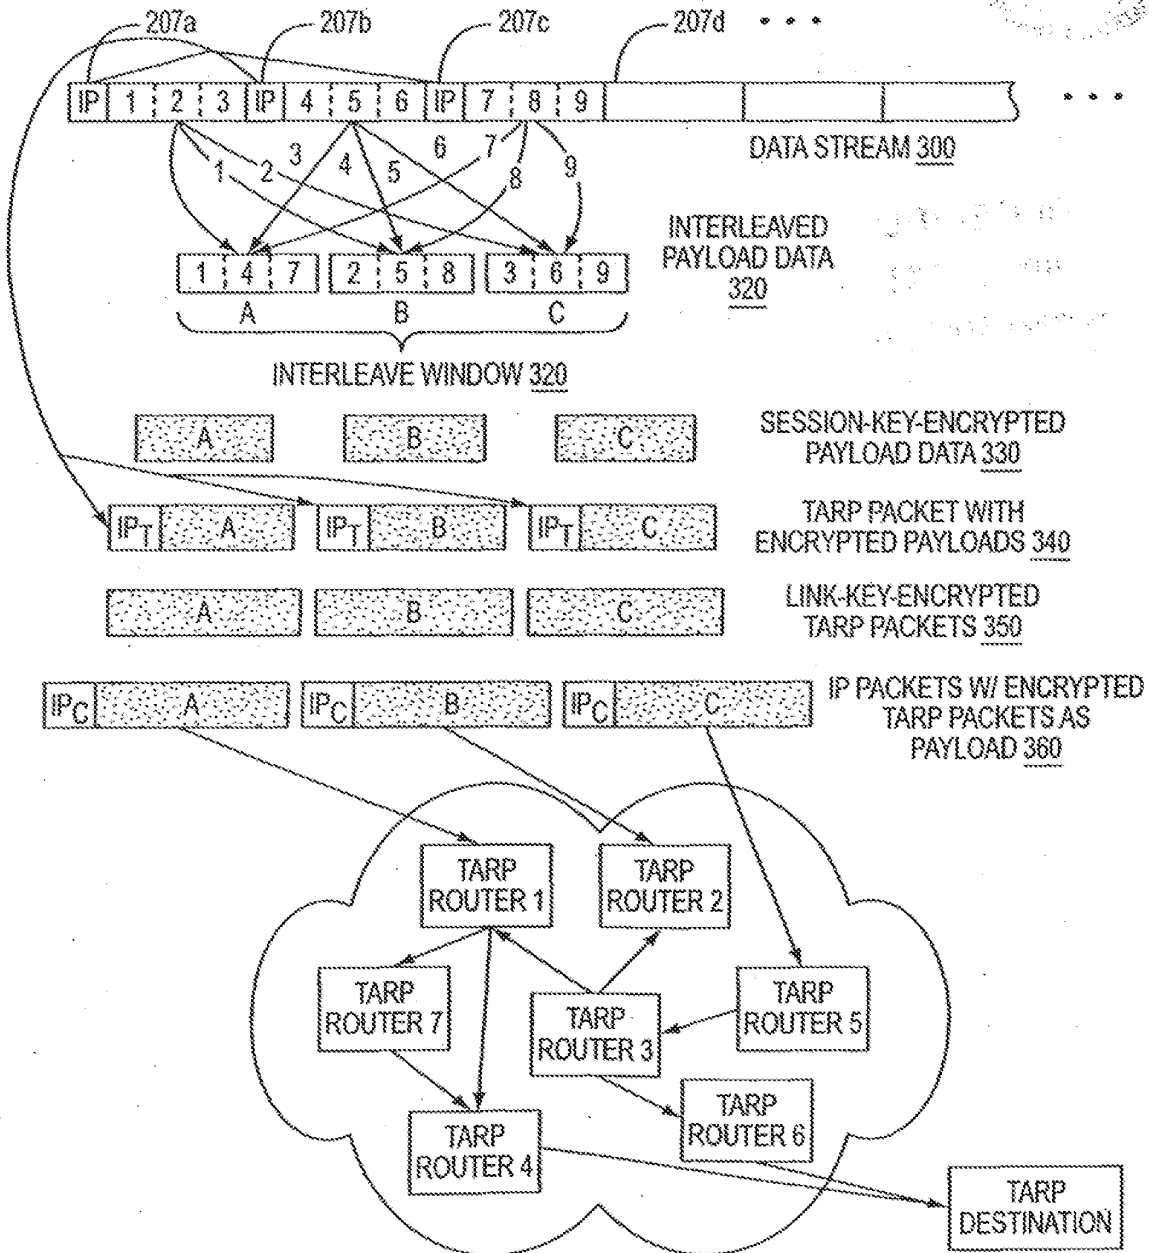 207a 207b 207c 207d • • •
IP 1 2 3 IP 4 5 6 IP 7 8 9 • • •
DATA STREAM 300
1 2 3 4 5 6 7 8 9
INTERLEAVED
PAYLOAD DATA
320
1 4 7 2 5 8 3 6 9
A B C
INTERLEAVE WINDOW 320
A B C
SESSION-KEY-ENCRYPTED
PAYLOAD DATA 330
IPT A IPT B IPT C
TARP PACKET WITH
ENCRYPTED PAYLOADS 340
A B C
LINK-KEY-ENCRYPTED
TARP PACKETS 350
IPC A IPC B IPC C
IP PACKETS W/ ENCRYPTED
TARP PACKETS AS
PAYLOAD 360
TARP
ROUTER 1
TARP
ROUTER 2
TARP
ROUTER 7
TARP
ROUTER 3
TARP
ROUTER 5
TARP
ROUTER 4
TARP
ROUTER 6
TARP
DESTINATION